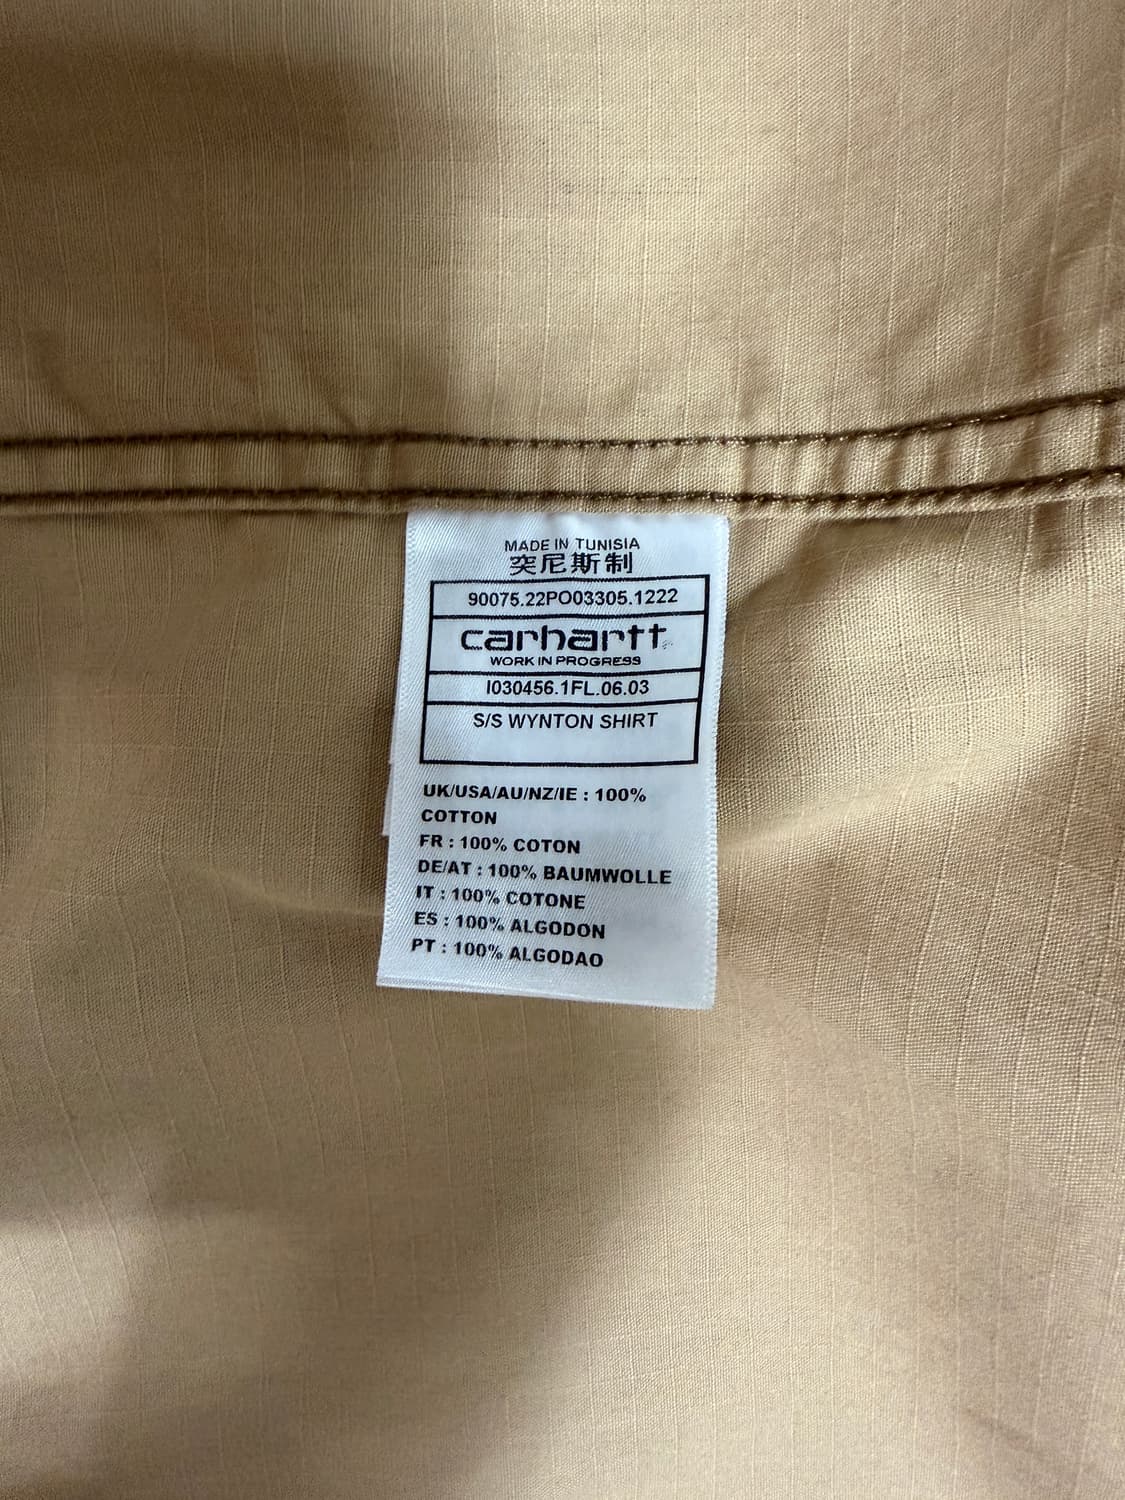 MADE IN TUNISIA
突尼斯制
90075.22PO03305.1222
carhartt
WORK IN PROGRESS
I030456.1FL.06.03
S/S WYNTON SHIRT
UK/USA/AU/NZ/IE : 100%
COTTON
FR : 100% COTON
DE/AT : 100% BAUMWOLLE
IT : 100% COTONE
ES : 100% ALGODON
PT : 100% ALGODAO